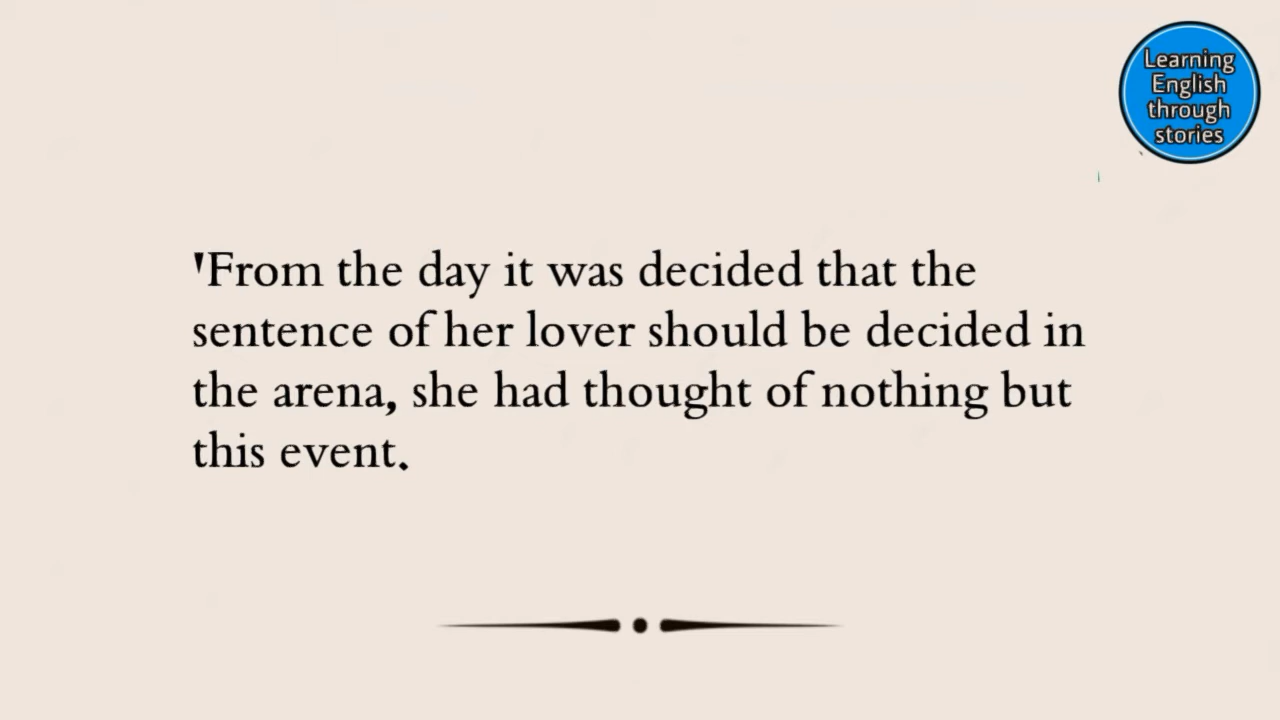 Learning
English
through
stories
'From the day it was decided that the
sentence of her lover should be decided in
the arena, she had thought of nothing but
this event.